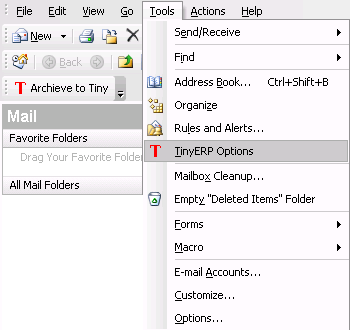 File Edit View Go Tools Actions Help
New
Back
T Archieve to Tiny
Mail
Favorite Folders
Drag Your Favorite Folde
All Mail Folders
Send/Receive
Find
Address Book... Ctrl+Shift+B
Organize
Rules and Alerts...
T TinyERP Options
Mailbox Cleanup...
Empty "Deleted Items" Folder
Forms
Macro
E-mail Accounts...
Customize...
Options...